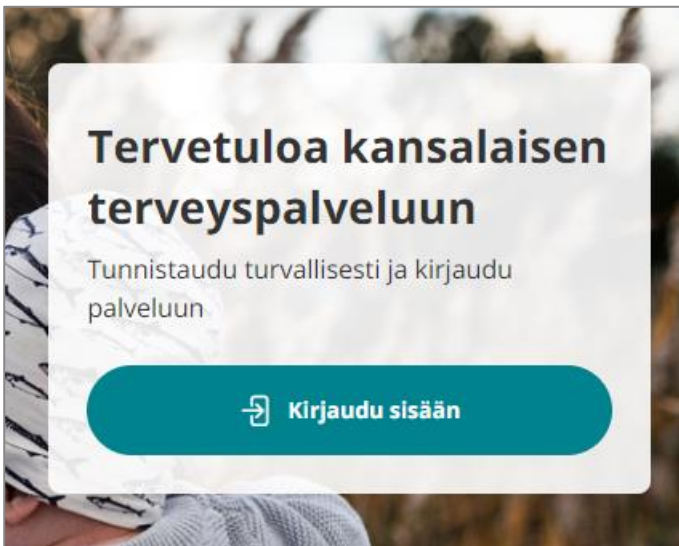 Tervetuloa kansalaisen
terveyspalveluun
Tunnistaudu turvallisesti ja kirjaudu
palveluun
Kirjaudu sisään